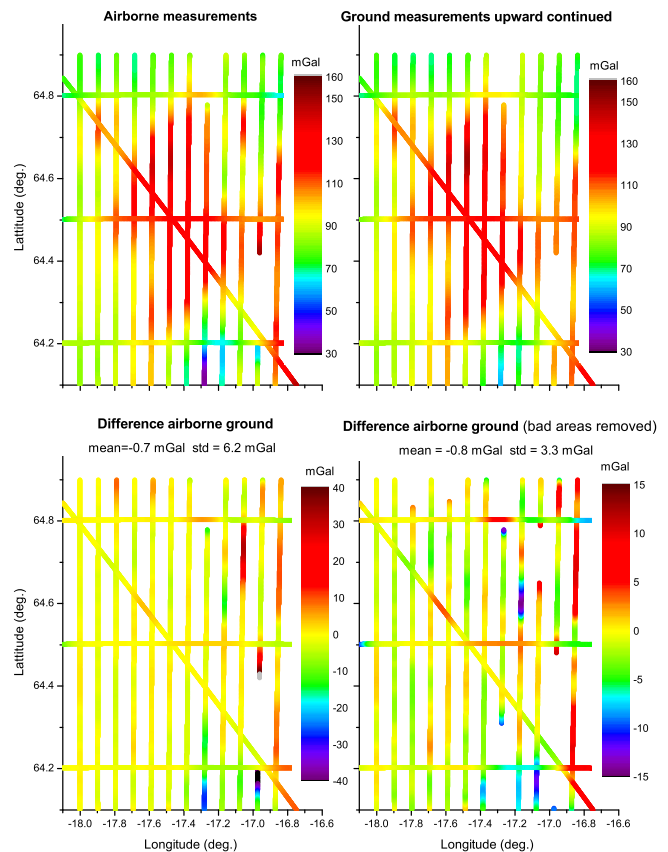 Airborne measurements
Ground measurements upward continued
mGal
160
150
130
110
90
70
50
30
mGal
160
150
130
110
90
70
50
30
Lattitude (deg.)
64.8
64.6
64.4
64.2
Difference airborne ground
mean=-0.7 mGal std = 6.2 mGal
Difference airborne ground (bad areas removed)
mean = -0.8 mGal std = 3.3 mGal
mGal
40
30
20
10
0
-10
-20
-30
-40
mGal
15
10
5
0
-5
-10
-15
Lattitude (deg.)
64.8
64.6
64.4
64.2
-18.0 -17.8 -17.6 -17.4 -17.2 -17.0 -16.8 -16.6
-18.0 -17.8 -17.6 -17.4 -17.2 -17.0 -16.8 -16.6
Longitude (deg.)
Longitude (deg.)